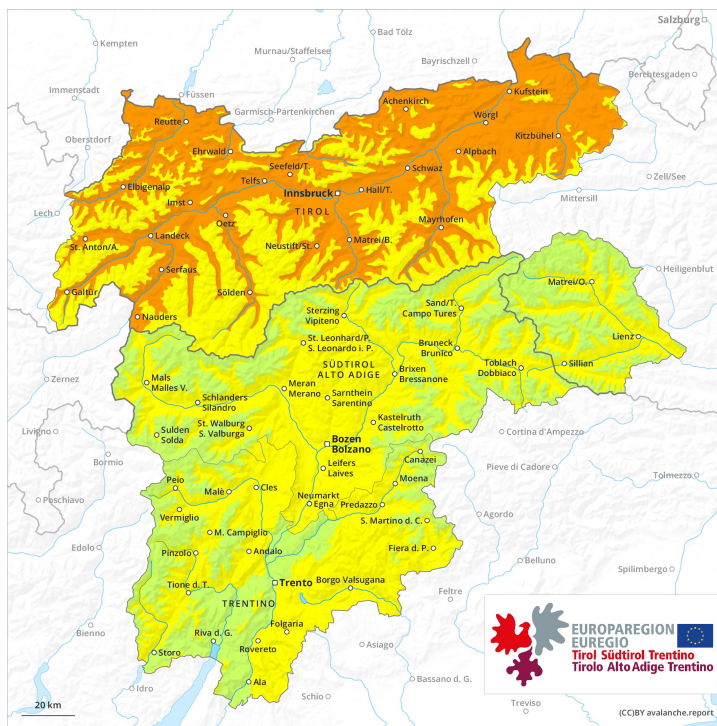 Salzburg
Kempten
Bad Tölz
Murnau/Staffelsee
Bayrischzell
Berchtesgaden
Immenstadt
Füssen
Garmisch-Partenkirchen
Achenkirch
Kufstein
Reutte
Wörgl
Oberstdorf
Ehrwald
Kitzbühel
Alpbach
Seefeld/T.
Schwaz
Zell/See
Telfs
Elbigenalp
Innsbruck
Hall/T.
Mittersill
Imst
TIROL
Lech
Oetz
Mayrhofen
St. Anton/A.
Landeck
Neustift/St.
Matrei/B.
Serfaus
Heiligenblut
Galtür
Sölden
Matrei/O.
Nauders
Sterzing
Vipiteno
Sand/T.
Campo Tures
Lienz
St. Leonhard/P.
S. Leonardo i. P.
Bruneck
Brunico
Toblach
Dobbiaco
Sillian
SÜDTIROL
ALTO ADIGE
Brixen
Bressanone
Zernez
Mals
Malles V.
Meran
Merano
Sarnthein
Sarentino
Schlanders
Silandro
St. Walburg
S. Valburga
Kastelruth
Castelrotto
Livigno
Sulden
Solda
Cortina d'Ampezzo
Bozen
Bolzano
Bormio
Canazei
Pieve di Cadore
Leifers
Laives
Tolmezzo
Peio
Malè
Cles
Moena
Poschiavo
Neumarkt
Egna
Predazzo
Vermiglio
Agordo
S. Martino d. C.
M. Campiglio
Edolo
Pinzolo
Andalo
Fiera d. P.
Belluno
Spilimbergo
Trento
Tione d. T.
Borgo Valsugana
Feltre
TRENTINO
Folgaria
Bienno
Riva d. G.
Rovereto
Asiago
Storo
Bassano d. G.
Ala
Idro
Schio
Treviso
EUROPAREGION
EUREGIO
Tirol Südtirol Trentino
Tirolo Alto Adige Trentino
20 km
(CC)BY avalanche.report